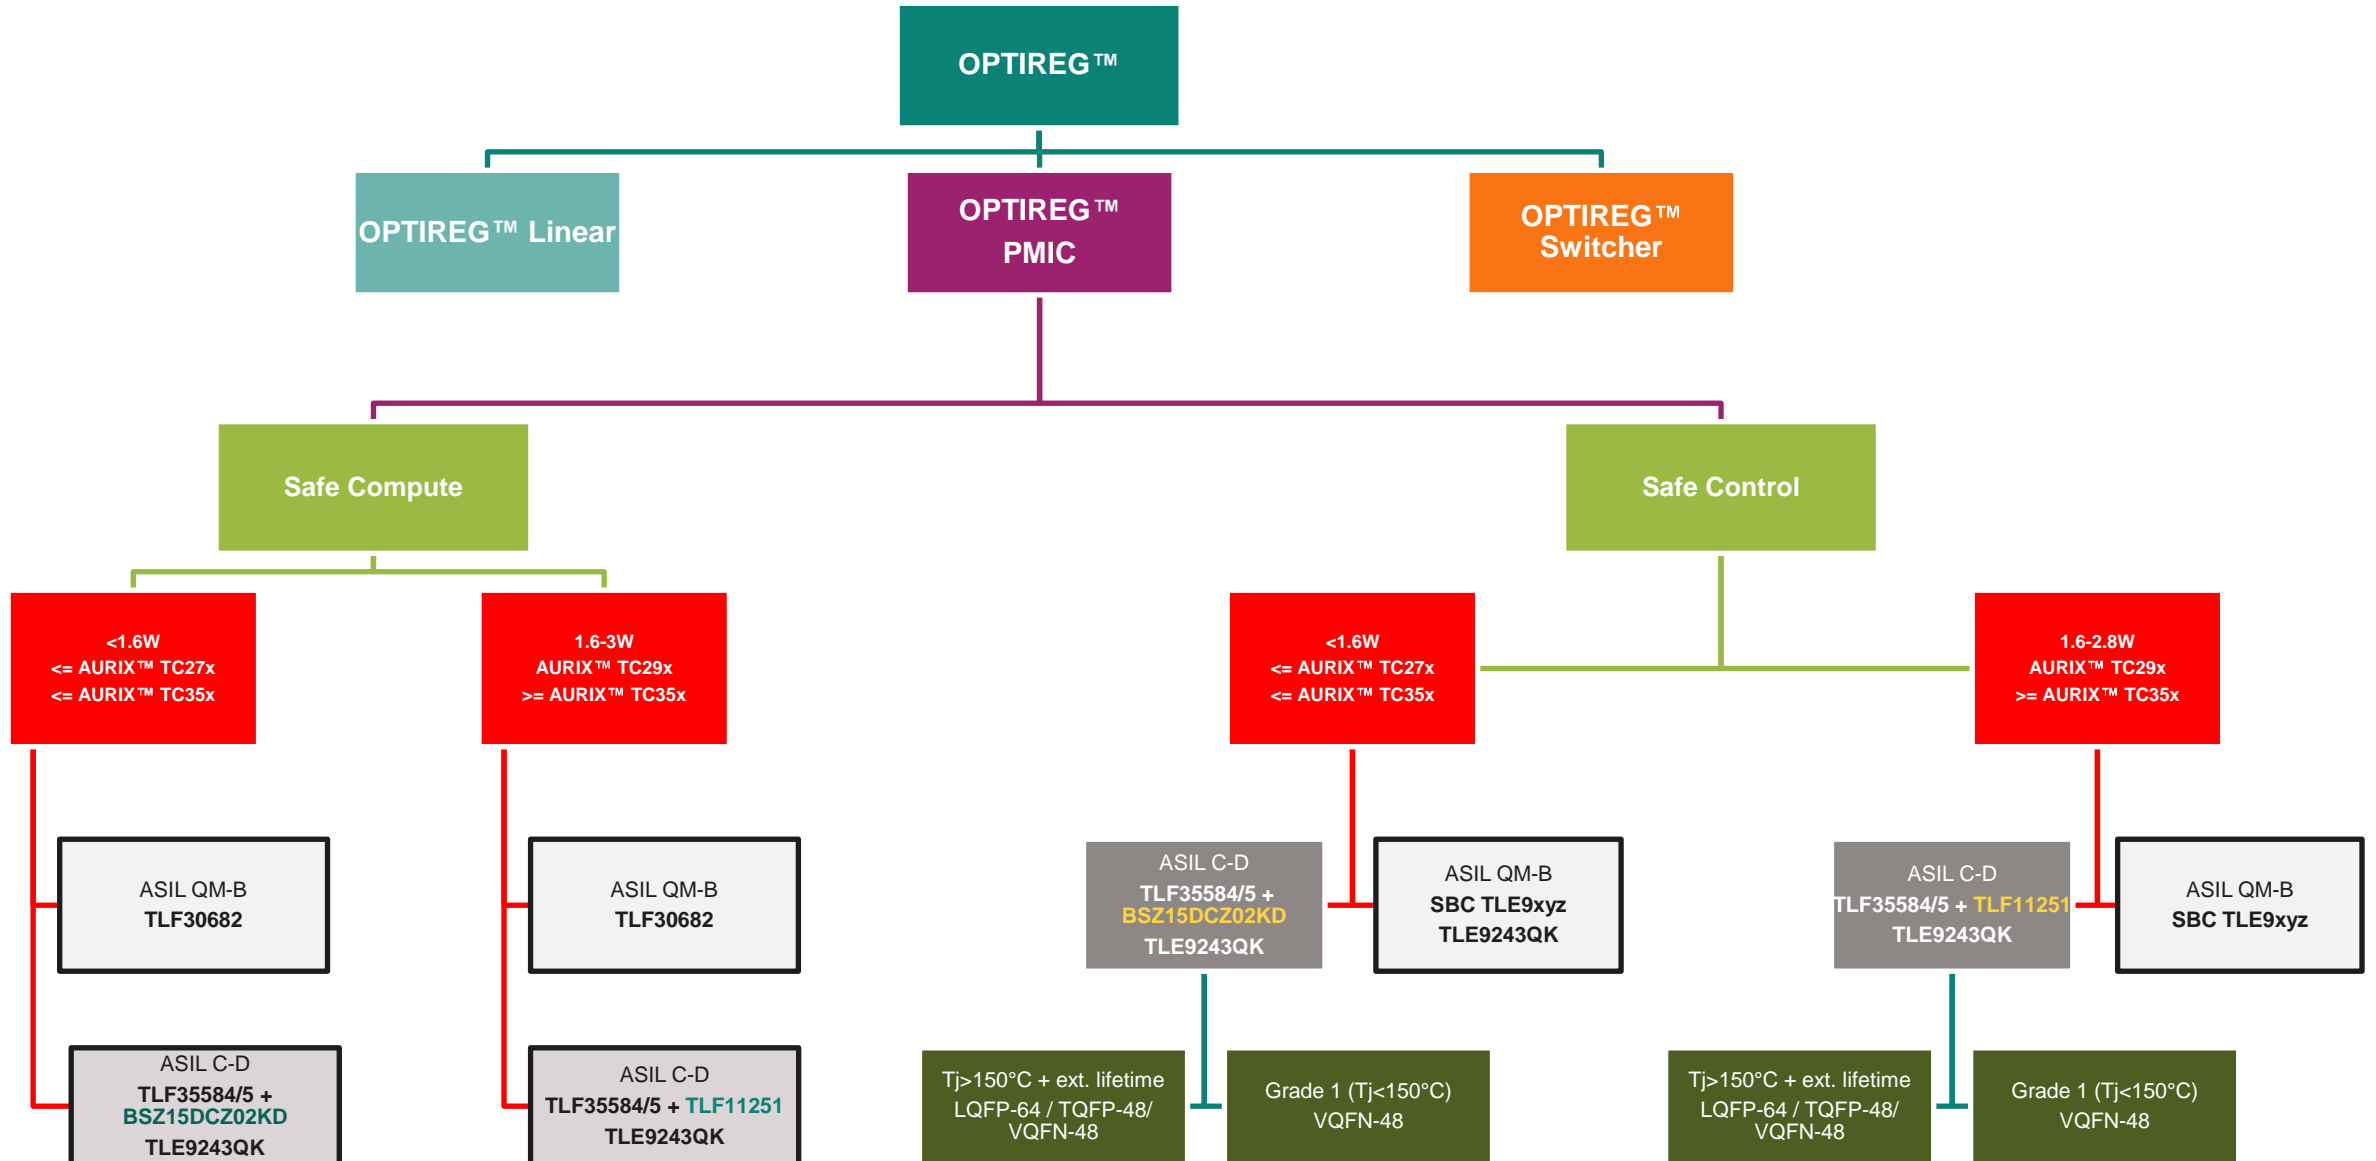 OPTIREG™
OPTIREG™ Linear
OPTIREG™
PMIC
OPTIREG™
Switcher
Safe Compute
Safe Control
<1.6W
<= AURIX™ TC27x
<= AURIX™ TC35x
1.6-3W
AURIX™ TC29x
>= AURIX™ TC35x
<1.6W
<= AURIX™ TC27x
<= AURIX™ TC35x
1.6-2.8W
AURIX™ TC29x
>= AURIX™ TC35x
ASIL QM-B
TLF30682
ASIL QM-B
TLF30682
ASIL C-D
TLF35584/5 +
BSZ15DCZ02KD
TLE9243QK
ASIL QM-B
SBC TLE9xyz
TLE9243QK
ASIL C-D
TLF35584/5 + TLF11251
TLE9243QK
ASIL QM-B
SBC TLE9xyz
ASIL C-D
TLF35584/5 +
BSZ15DCZ02KD
TLE9243QK
ASIL C-D
TLF35584/5 + TLF11251
TLE9243QK
Tj>150°C + ext. lifetime
LQFP-64 / TQFP-48/
VQFN-48
Grade 1 (Tj<150°C)
VQFN-48
Tj>150°C + ext. lifetime
LQFP-64 / TQFP-48/
VQFN-48
Grade 1 (Tj<150°C)
VQFN-48